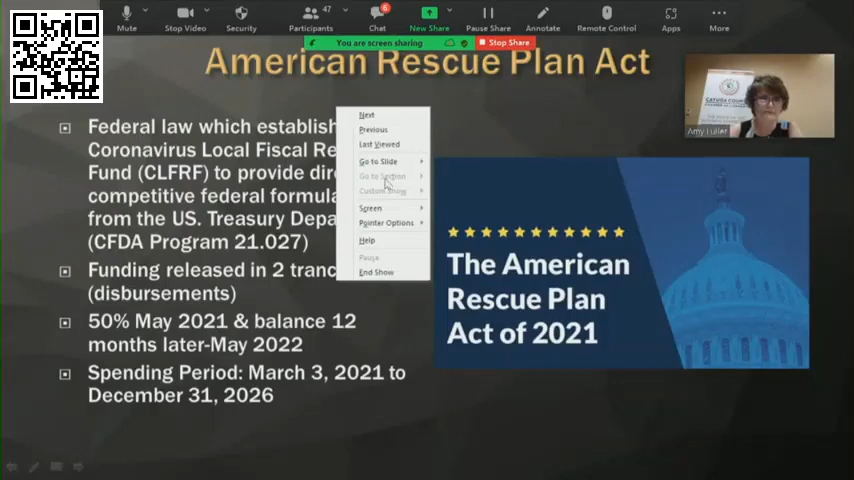 Mute
Stop Video
Security
Participants
47
Chat
6
New Share
Pause Share
Annotate
Remote Control
Apps
More
You are screen sharing
Stop Share
American Rescue Plan Act
Federal law which establish
Coronavirus Local Fiscal Re
Fund (CLFRF) to provide dire
competitive federal formula
from the US. Treasury Depa
(CFDA Program 21.027)
Funding released in 2 tranc
(disbursements)
50% May 2021 & balance 12
months later-May 2022
Spending Period: March 3, 2021 to
December 31, 2026
Next
Previous
Last Viewed
Go to Slide
Go to Section
Custom Show
Screen
Pointer Options
Help
Pause
End Show
CAYUGA COUNTY
The American
Rescue Plan
Act of 2021